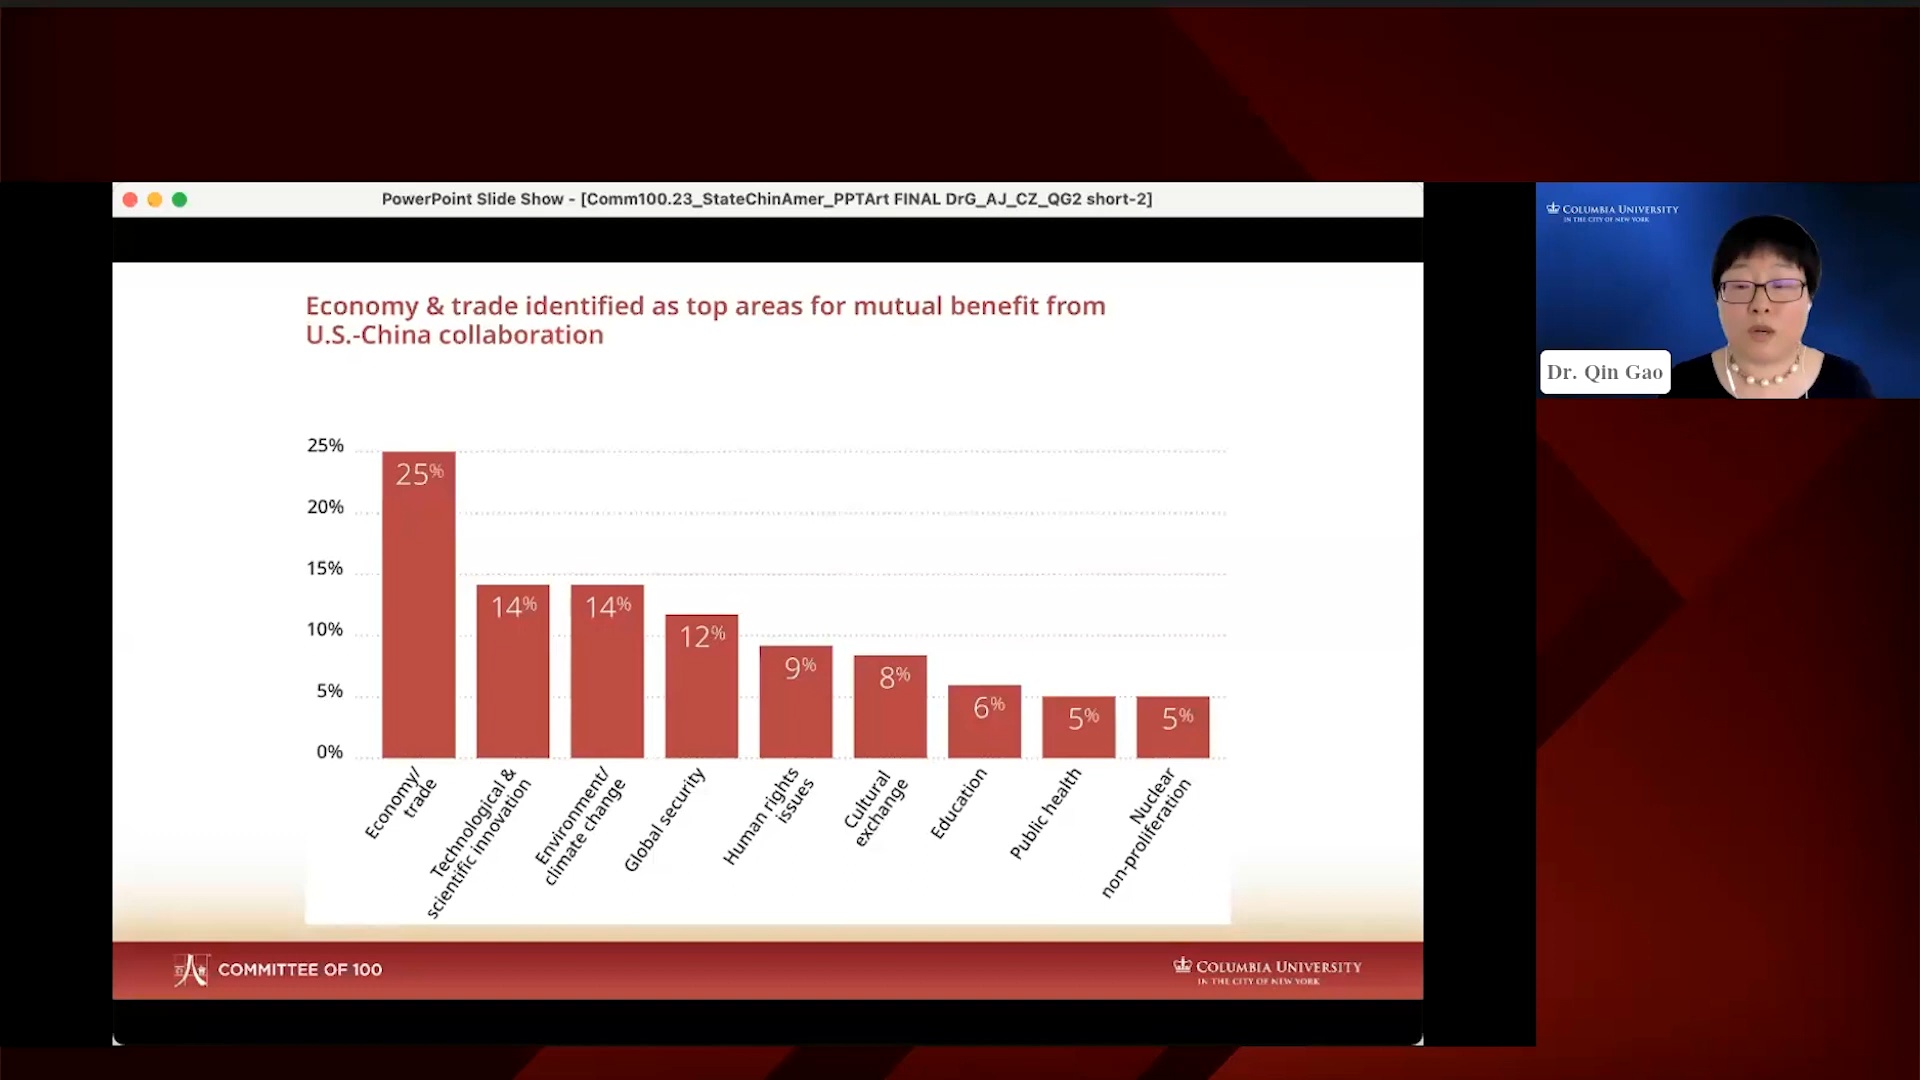 PowerPoint Slide Show - [Comm100.23_StateChinAmer_PPTArt FINAL DrG_AJ_CZ_QG2 short-2]
COLUMBIA UNIVERSITY
IN THE CITY OF NEW YORK
Dr. Qin Gao
Economy & trade identified as top areas for mutual benefit from
U.S.-China collaboration
25%
20%
15%
10%
5%
0%
25%
14%
14%
12%
9%
8%
6%
5%
5%
Economy/
trade
Technological &
scientific innovation
Environment/
climate change
Global security
Human rights
issues
Cultural
exchange
Education
Public health
Nuclear
non-proliferation
COMMITTEE OF 100
COLUMBIA UNIVERSITY
IN THE CITY OF NEW YORK